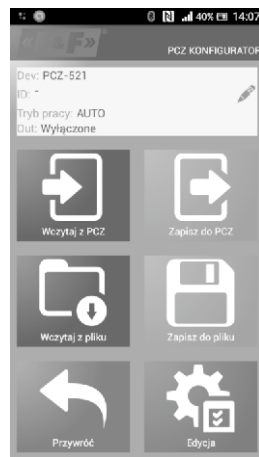 40% 14:07
«F&F»
PCZ KONFIGURATOR
Dev: PCZ-521
ID: -
Tryb pracy: AUTO
Out: Wyłączone
Wczytaj z PCZ
Zapisz do PCZ
Wczytaj z pliku
Zapisz do pliku
Przywróć
Edycja